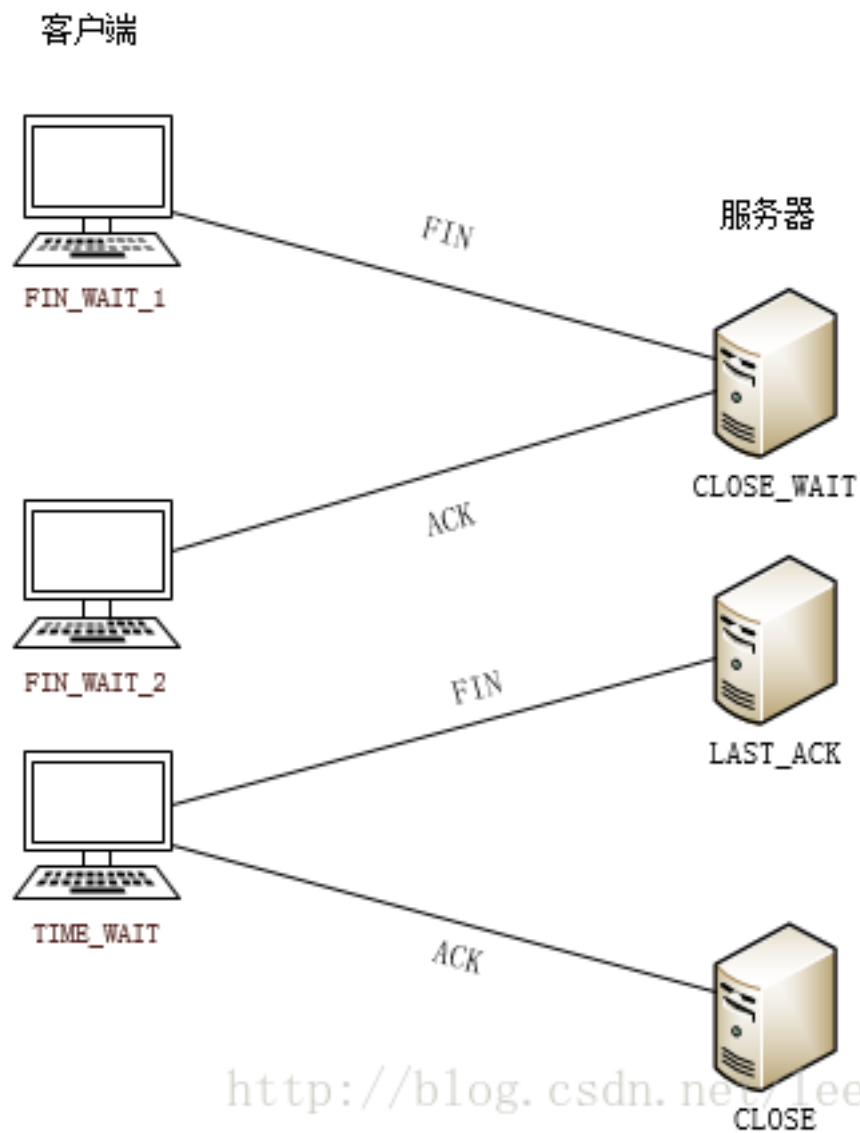 客户端
服务器
FIN
FIN_WAIT_1
CLOSE_WAIT
ACK
FIN_WAIT_2
FIN
LAST_ACK
TIME_WAIT
ACK
http://blog.csdn.net/lee
CLOSE